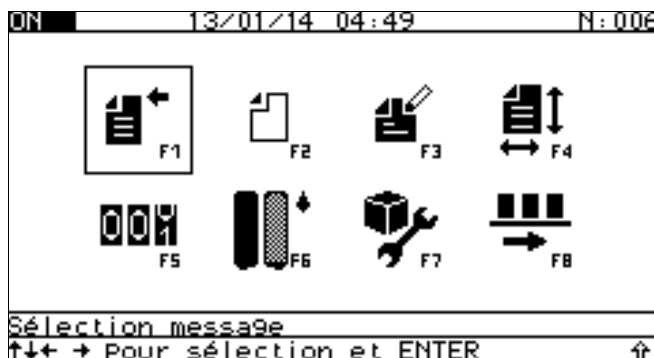 ON 13/01/14 04:49 N:006
F1 F2 F3 F4
001 F5 F6 F7 F8
Sélection message
↑↓← → Pour sélection et ENTER ⇧